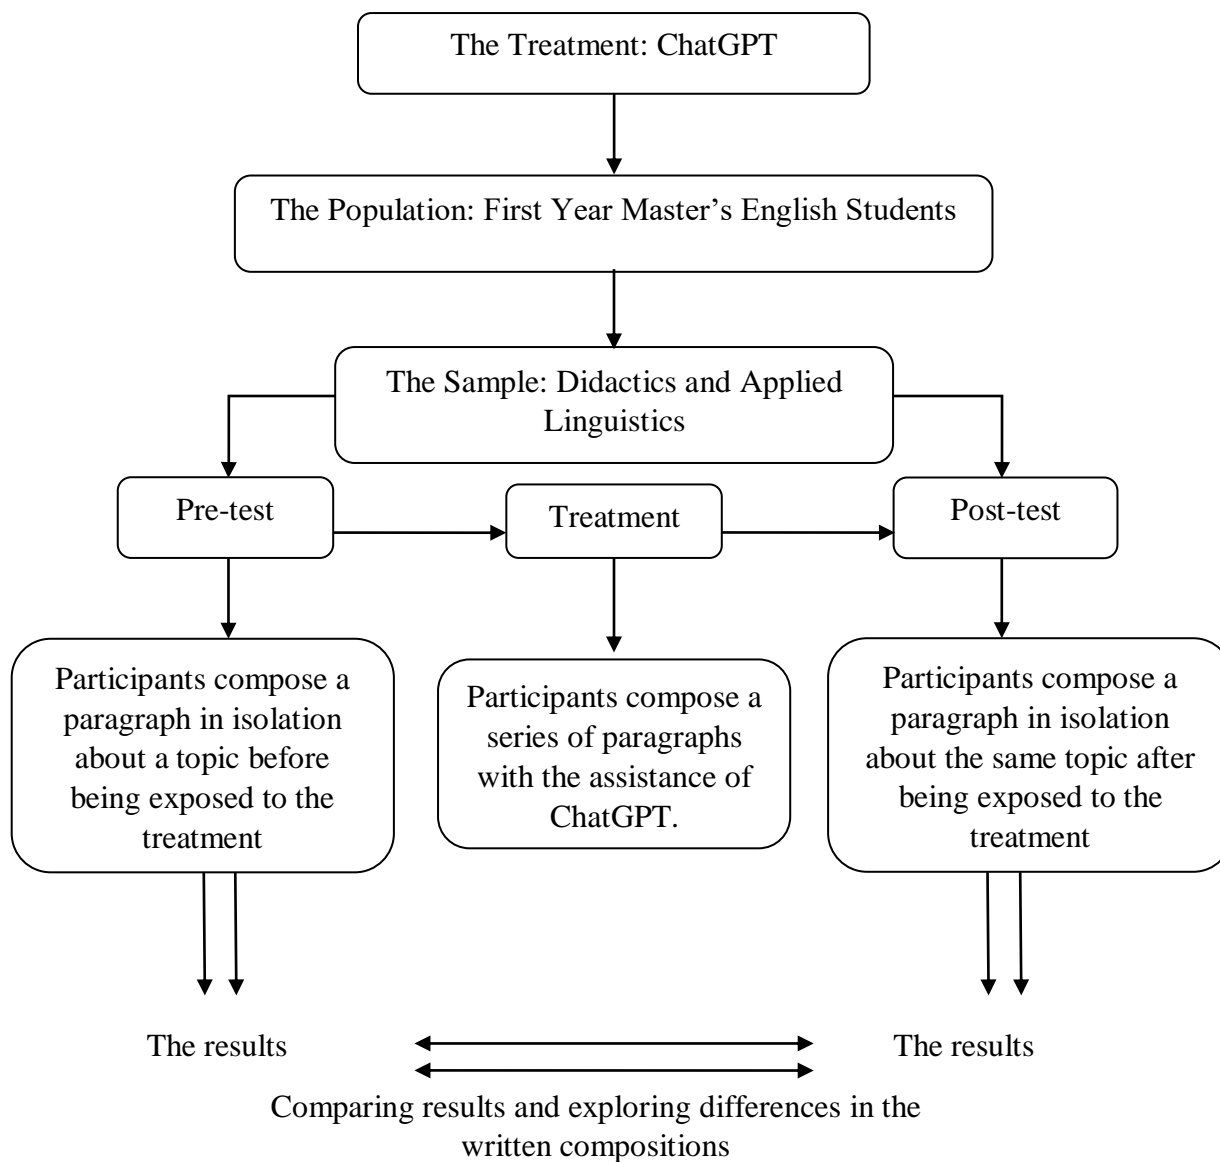 The Treatment: ChatGPT
The Population: First Year Master’s English Students
The Sample: Didactics and Applied
Linguistics
Pre-test
Treatment
Post-test
Participants compose a
paragraph in isolation
about a topic before
being exposed to the
treatment
Participants compose a
series of paragraphs
with the assistance of
ChatGPT.
Participants compose a
paragraph in isolation
about the same topic after
being exposed to the
treatment
The results
The results
Comparing results and exploring differences in the
written compositions